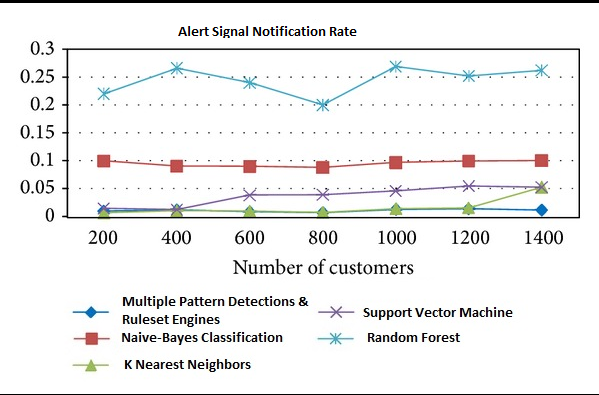 Alert Signal Notification Rate
0.3
0.25
0.2
0.15
0.1
0.05
0
200 400 600 800 1000 1200 1400
Number of customers
Multiple Pattern Detections &
Ruleset Engines
Support Vector Machine
Naive-Bayes Classification
Random Forest
K Nearest Neighbors